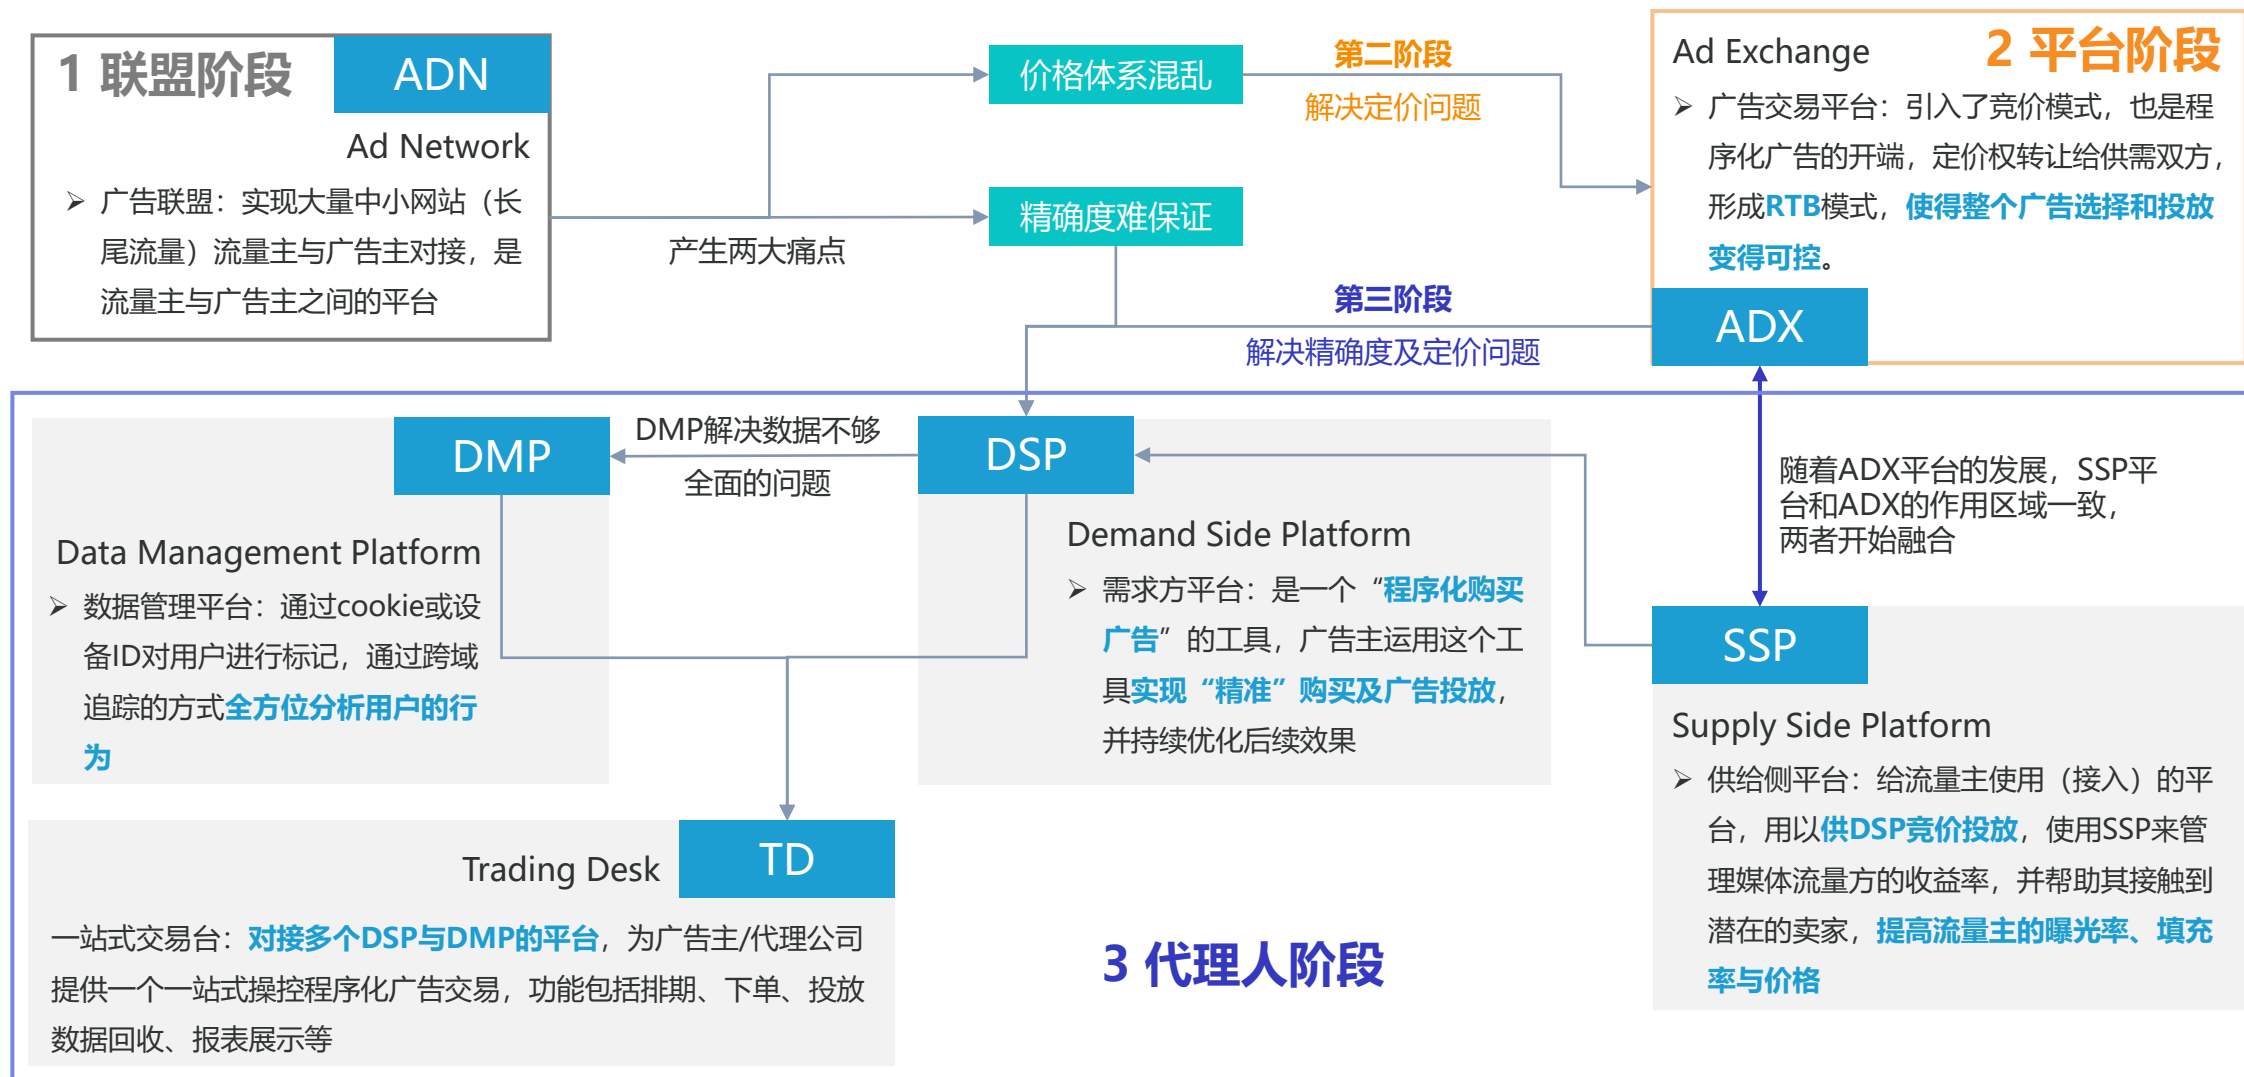 1 联盟阶段
ADN
Ad Network
广告联盟：实现大量中小网站（长
尾流量）流量主与广告主对接，是
流量主与广告主之间的平台
产生两大痛点
价格体系混乱
精确度难保证
第二阶段
解决定价问题
第三阶段
解决精确度及定价问题
Ad Exchange
2 平台阶段
广告交易平台：引入了竞价模式，也是程
序化广告的开端，定价权转让给供需双方，
形成RTB模式，使得整个广告选择和投放
变得可控。
ADX
DMP
DMP解决数据不够
全面的问题
DSP
Data Management Platform
数据管理平台：通过cookie或设
备ID对用户进行标记，通过跨域
追踪的方式全方位分析用户的行
为
Demand Side Platform
需求方平台：是一个“程序化购买
广告”的工具，广告主运用这个工
具实现“精准”购买及广告投放，
并持续优化后续效果
随着ADX平台的发展，SSP平
台和ADX的作用区域一致，
两者开始融合
SSP
Supply Side Platform
供给侧平台：给流量主使用（接入）的平
台，用以供DSP竞价投放，使用SSP来管
理媒体流量方的收益率，并帮助其接触到
潜在的卖家，提高流量主的曝光率、填充
率与价格
Trading Desk
TD
一站式交易台：对接多个DSP与DMP的平台，为广告主/代理公司
提供一个一站式操控程序化广告交易，功能包括排期、下单、投放
数据回收、报表展示等
3 代理人阶段